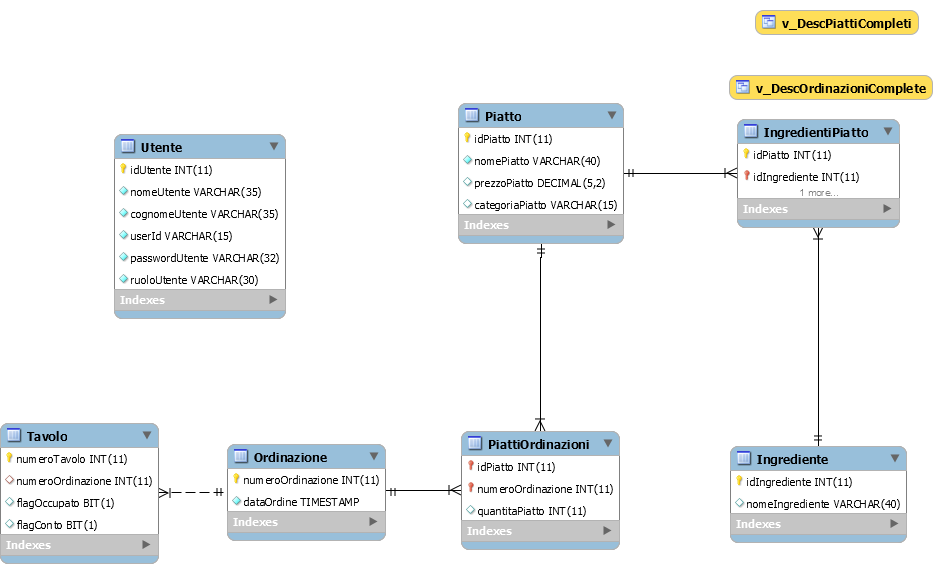 v_DescPiattiCompleti
v_DescOrdinazioniComplete
Utente
idUtente INT(11)
nomeUtente VARCHAR(35)
cognomeUtente VARCHAR(35)
userId VARCHAR(15)
passwordUtente VARCHAR(32)
ruoloUtente VARCHAR(30)
Indexes
Piatto
idPiatto INT(11)
nomePiatto VARCHAR(40)
prezzoPiatto DECIMAL(5,2)
categoriaPiatto VARCHAR(15)
Indexes
IngredientiPiatto
idPiatto INT(11)
idIngrediente INT(11)
1 more...
Indexes
Tavolo
numeroTavolo INT(11)
numeroOrdinazione INT(11)
flagOccupato BIT(1)
flagConto BIT(1)
Indexes
Ordinazione
numeroOrdinazione INT(11)
dataOrdine TIMESTAMP
Indexes
PiattiOrdinazioni
idPiatto INT(11)
numeroOrdinazione INT(11)
quantitaPiatto INT(11)
Indexes
Ingrediente
idIngrediente INT(11)
nomeIngrediente VARCHAR(40)
Indexes